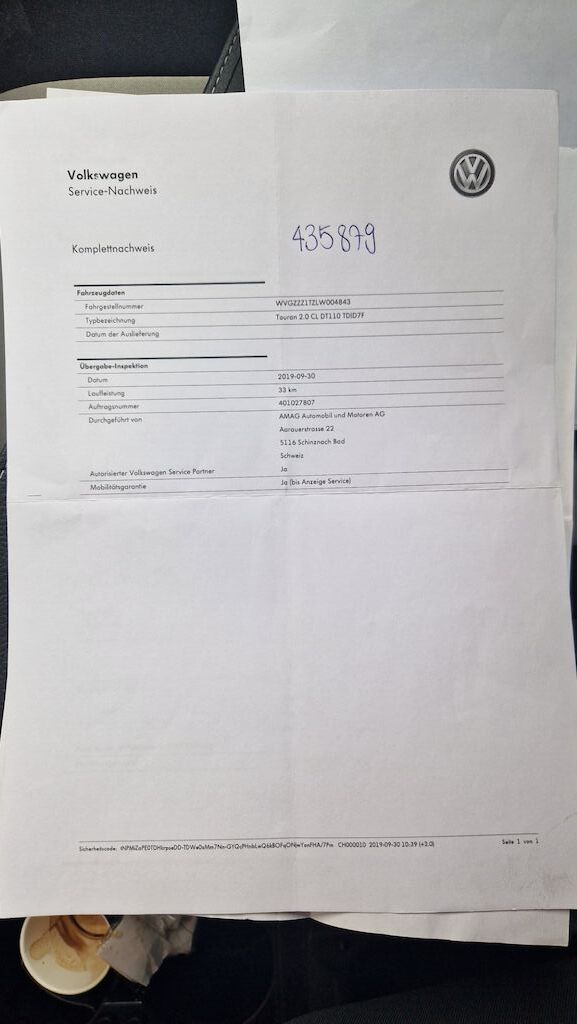 Volkswagen
Service-Nachweis
Komplettnachweis
435879
Fahrzeugdaten
Fahrgestellnummer WVGZZZ1TZLW004843
Typbezeichnung Touran 2.0 CL DT110 TDID7F
Datum der Auslieferung
Übergabe-Inspektion
Datum 2019-09-30
Laufleistung 33 km
Auftragsnummer 401027807
Durchgeführt von AMAG Automobil und Motoren AG
Aarauerstrasse 22
5116 Schinznach Bad
Schweiz
Autorisierter Volkswagen Service Partner Ja
Mobilitätsgarantie Ja (bis Anzeige Service)
Sicherheitscode: CH000010 2019-09-30 10:39 (+2.0)
Seite 1 von 1